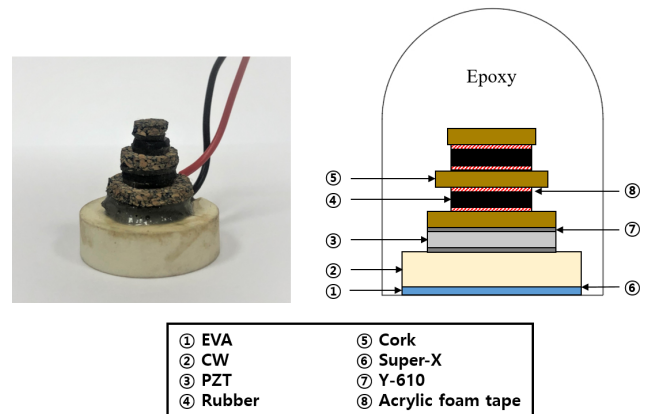 Epoxy
⑤
④
③
②
①
⑧
⑦
⑥
① EVA
② CW
③ PZT
④ Rubber
⑤ Cork
⑥ Super-X
⑦ Y-610
⑧ Acrylic foam tape